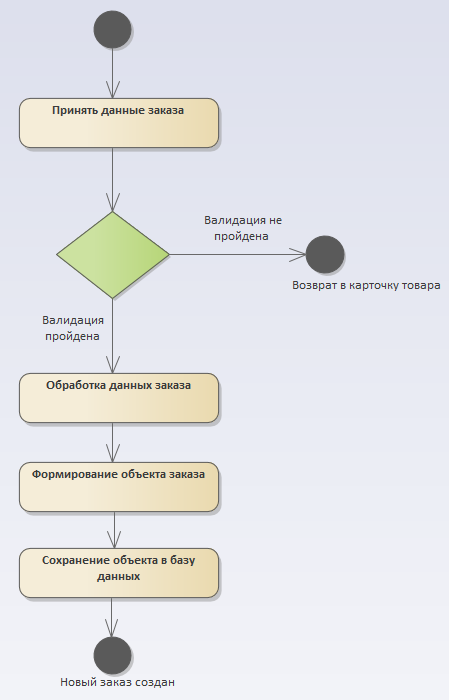 Принять данные заказа
Валидация не
пройдена
Возврат в карточку товара
Валидация
пройдена
Обработка данных заказа
Формирование объекта заказа
Сохранение объекта в базу
данных
Новый заказ создан